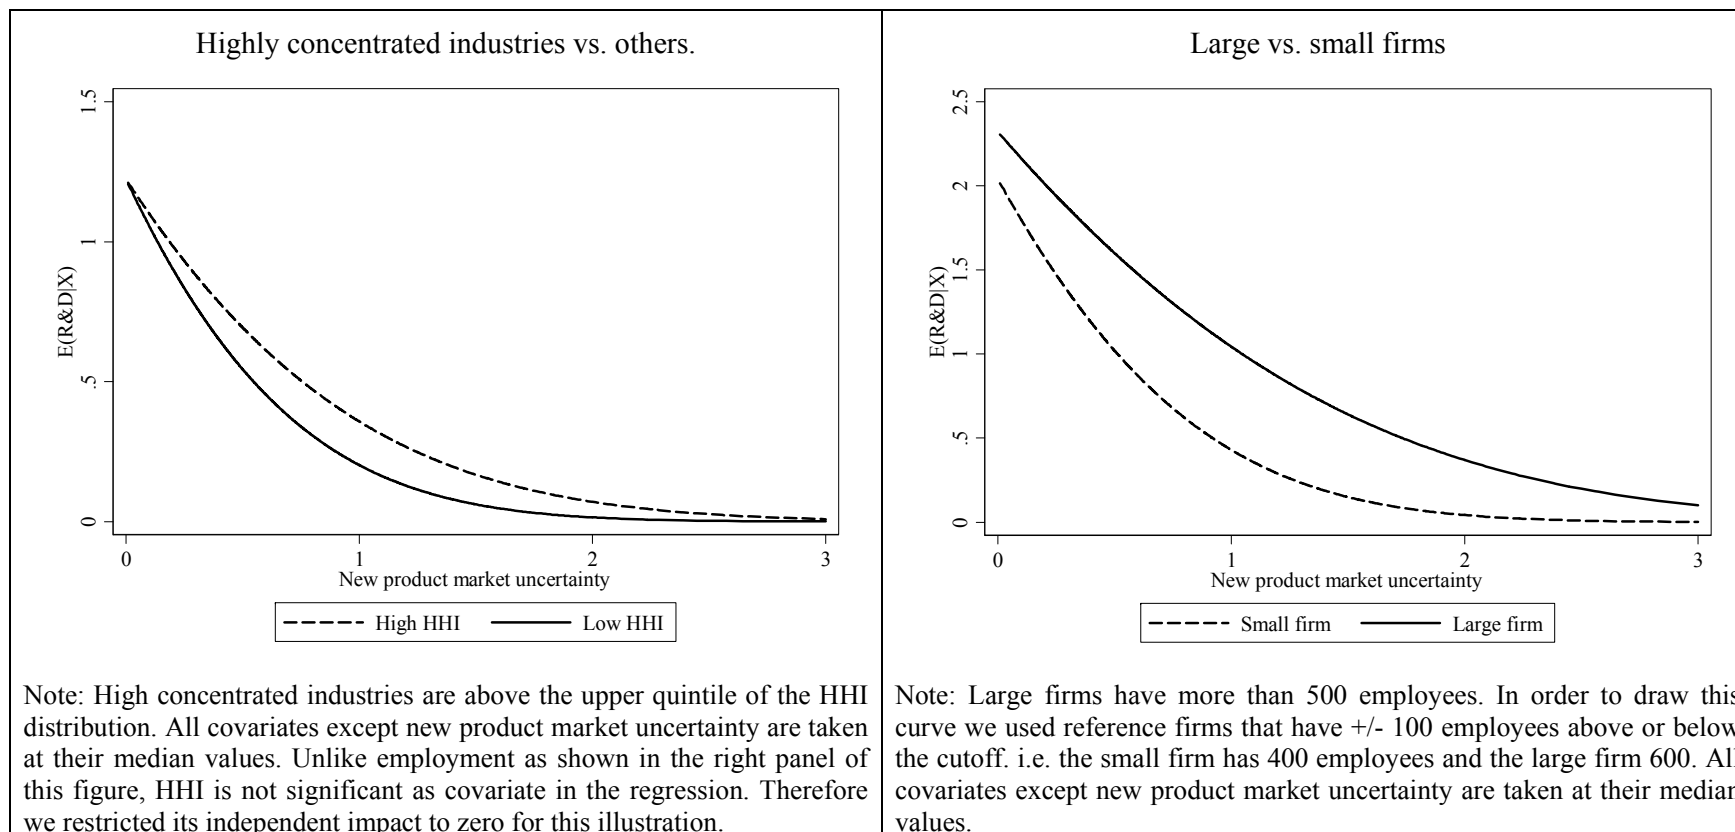 Highly concentrated industries vs. others.
1.5
1
.5
0
E(R&D|X)
0 1 2 3
New product market uncertainty
High HHI Low HHI
Note: High concentrated industries are above the upper quintile of the HHI
distribution. All covariates except new product market uncertainty are taken
at their median values. Unlike employment as shown in the right panel of
this figure, HHI is not significant as covariate in the regression. Therefore
we restricted its independent impact to zero for this illustration.
Large vs. small firms
2.5
2
1.5
1
.5
0
E(R&D|X)
0 1 2 3
New product market uncertainty
Small firm Large firm
Note: Large firms have more than 500 employees. In order to draw this
curve we used reference firms that have +/- 100 employees above or below
the cutoff. i.e. the small firm has 400 employees and the large firm 600. All
covariates except new product market uncertainty are taken at their median
values.